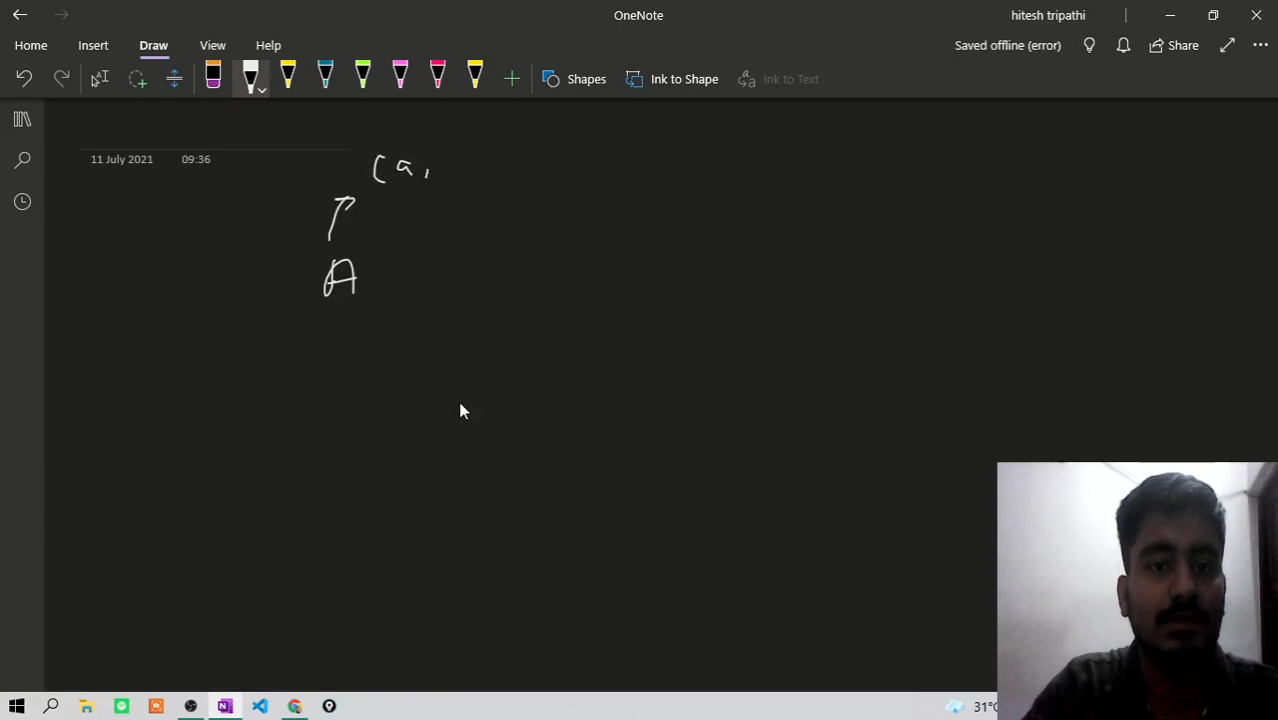 OneNote
hitesh tripathi
Home Insert Draw View Help
Saved offline (error)
Share
Shapes
Ink to Shape
Ink to Text
11 July 2021 09:36
(a,
A
31°C